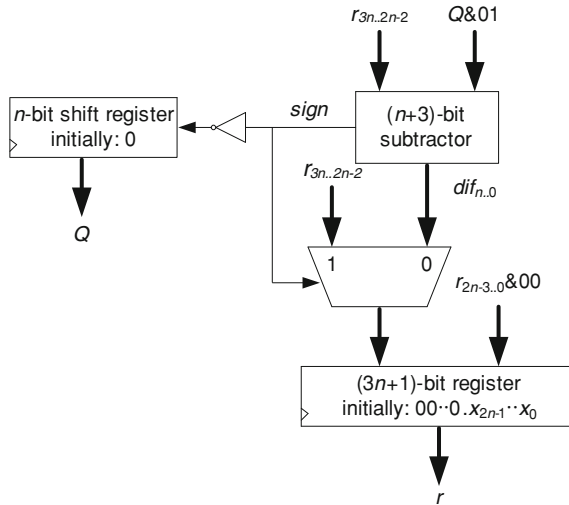 r3n..2n-2
Q&01
n-bit shift register
initially: 0
sign
(n+3)-bit
subtractor
r3n..2n-2
difn..0
Q
1
0
r2n-3..0&00
(3n+1)-bit register
initially: 00··0.x2n-1··x0
r